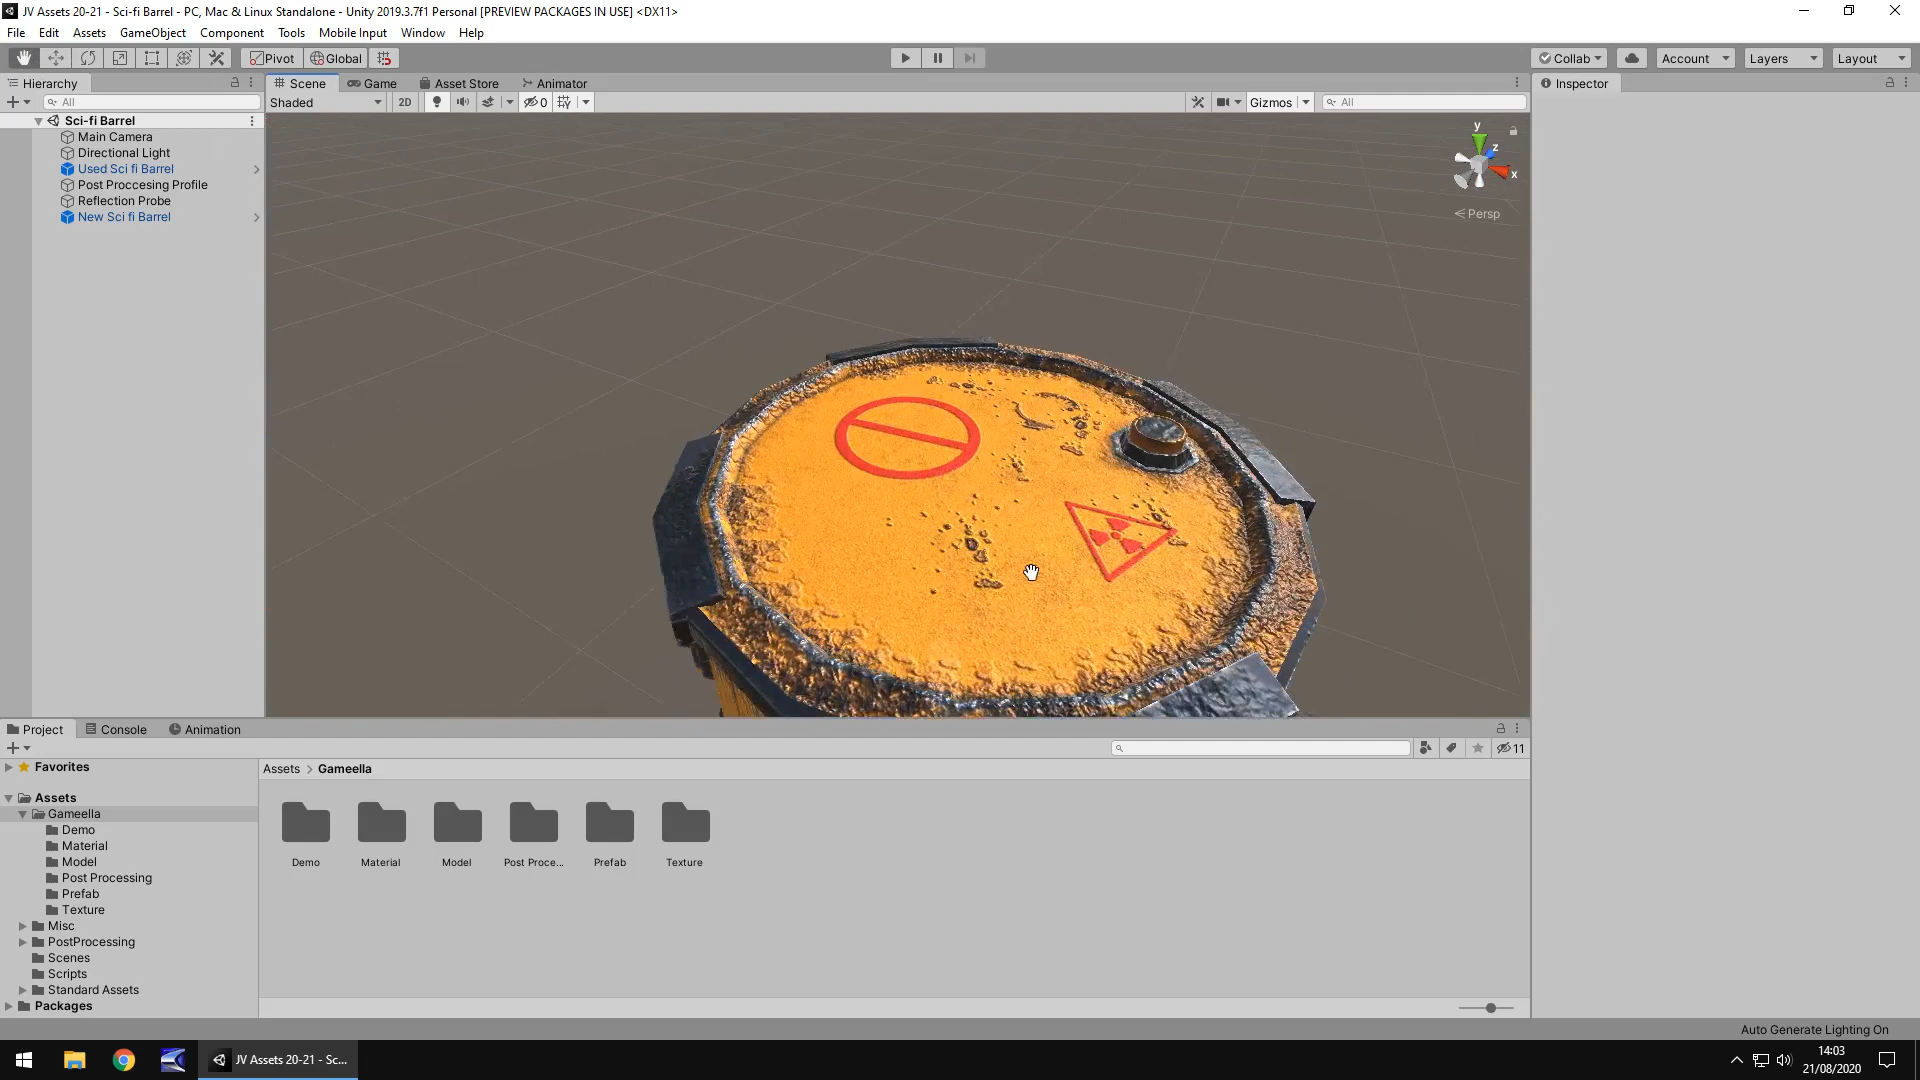 JV Assets 20-21 - Sci-fi Barrel - PC, Mac & Linux Standalone - Unity 2019.3.7f1 Personal [PREVIEW PACKAGES IN USE] <DX11>
File Edit Assets GameObject Component Tools Mobile Input Window Help
Pivot Global Collab Account Layers Layout
Hierarchy Scene Game Asset Store Animator Inspector
All Shaded 2D 0 Gizmos All
Sci-fi Barrel
Main Camera
Directional Light
Used Sci fi Barrel
Post Proccesing Profile
Reflection Probe
New Sci fi Barrel
y
z
x
Persp
Project Console Animation
11
Favorites
Assets > Gameella
Assets
Gameella
Demo
Material
Model
Post Processing
Prefab
Texture
Misc
PostProcessing
Scenes
Scripts
Standard Assets
Packages
Demo Material Model Post Proce... Prefab Texture
Auto Generate Lighting On
JV Assets 20-21 - Sc...
14:03
21/08/2020